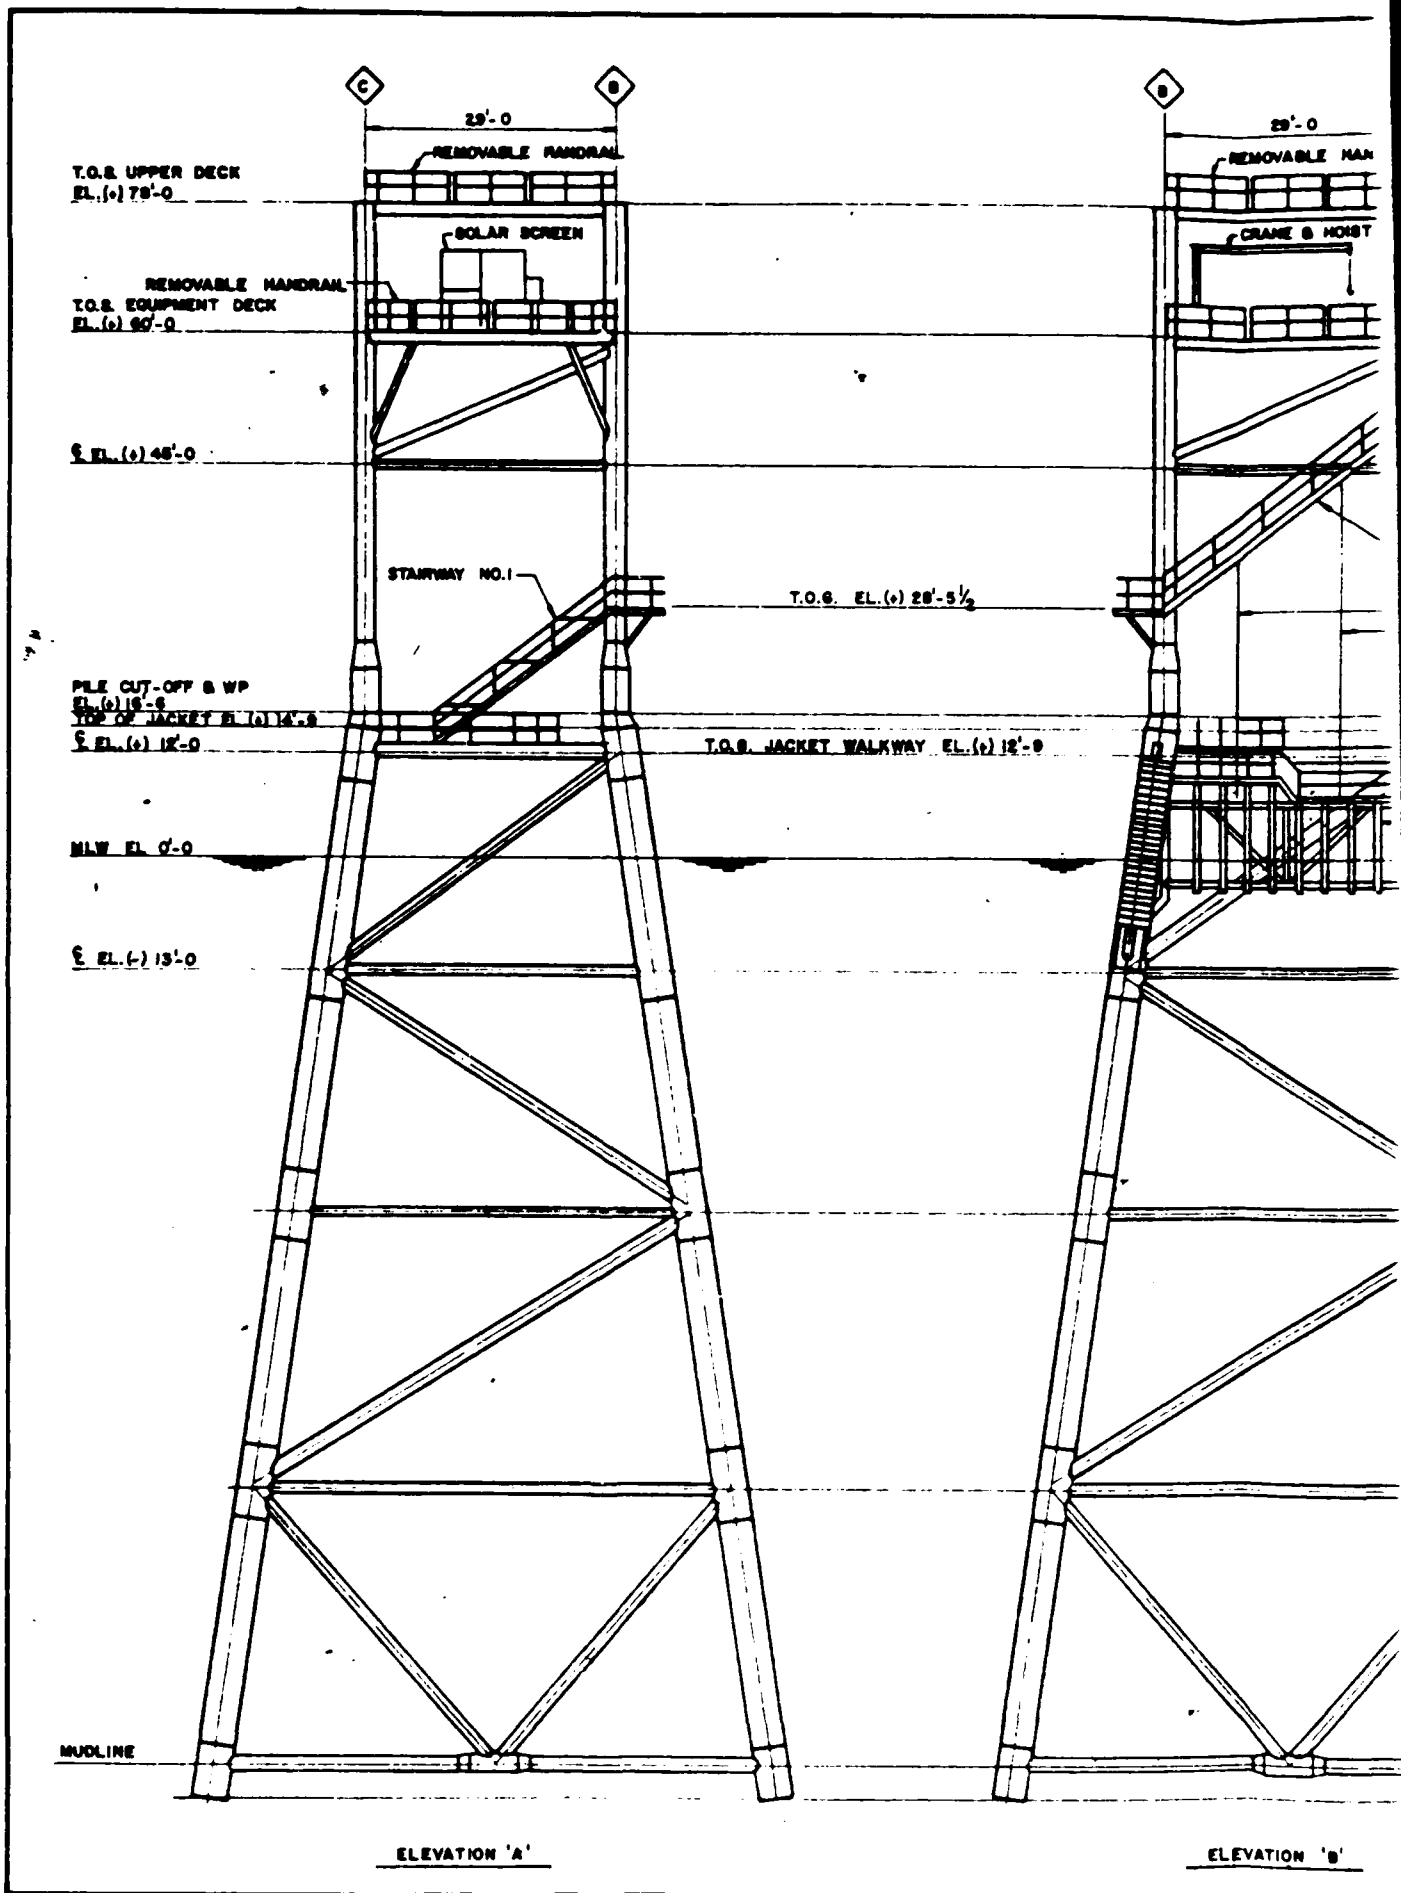 C
B
B
29'-0
29'-0
REMOVABLE HANDRAIL
REMOVABLE HAN
T.O.S. UPPER DECK
EL.(+) 78'-0
SOLAR SCREEN
CRANE & HOIST
REMOVABLE HANDRAIL
T.O.S. EQUIPMENT DECK
EL.(+) 60'-0
℄ EL.(+) 45'-0
STAIRWAY NO.1
T.O.G. EL.(+) 28'-5 1/2
PILE CUT-OFF & WP
EL.(+) 16'-6
TOP OF JACKET EL.(+) 14'-9
℄ EL.(+) 12'-0
T.O.G. JACKET WALKWAY EL.(+) 12'-9
MLW EL 0'-0
℄ EL.(-) 13'-0
MUDLINE
ELEVATION 'A'
ELEVATION 'B'